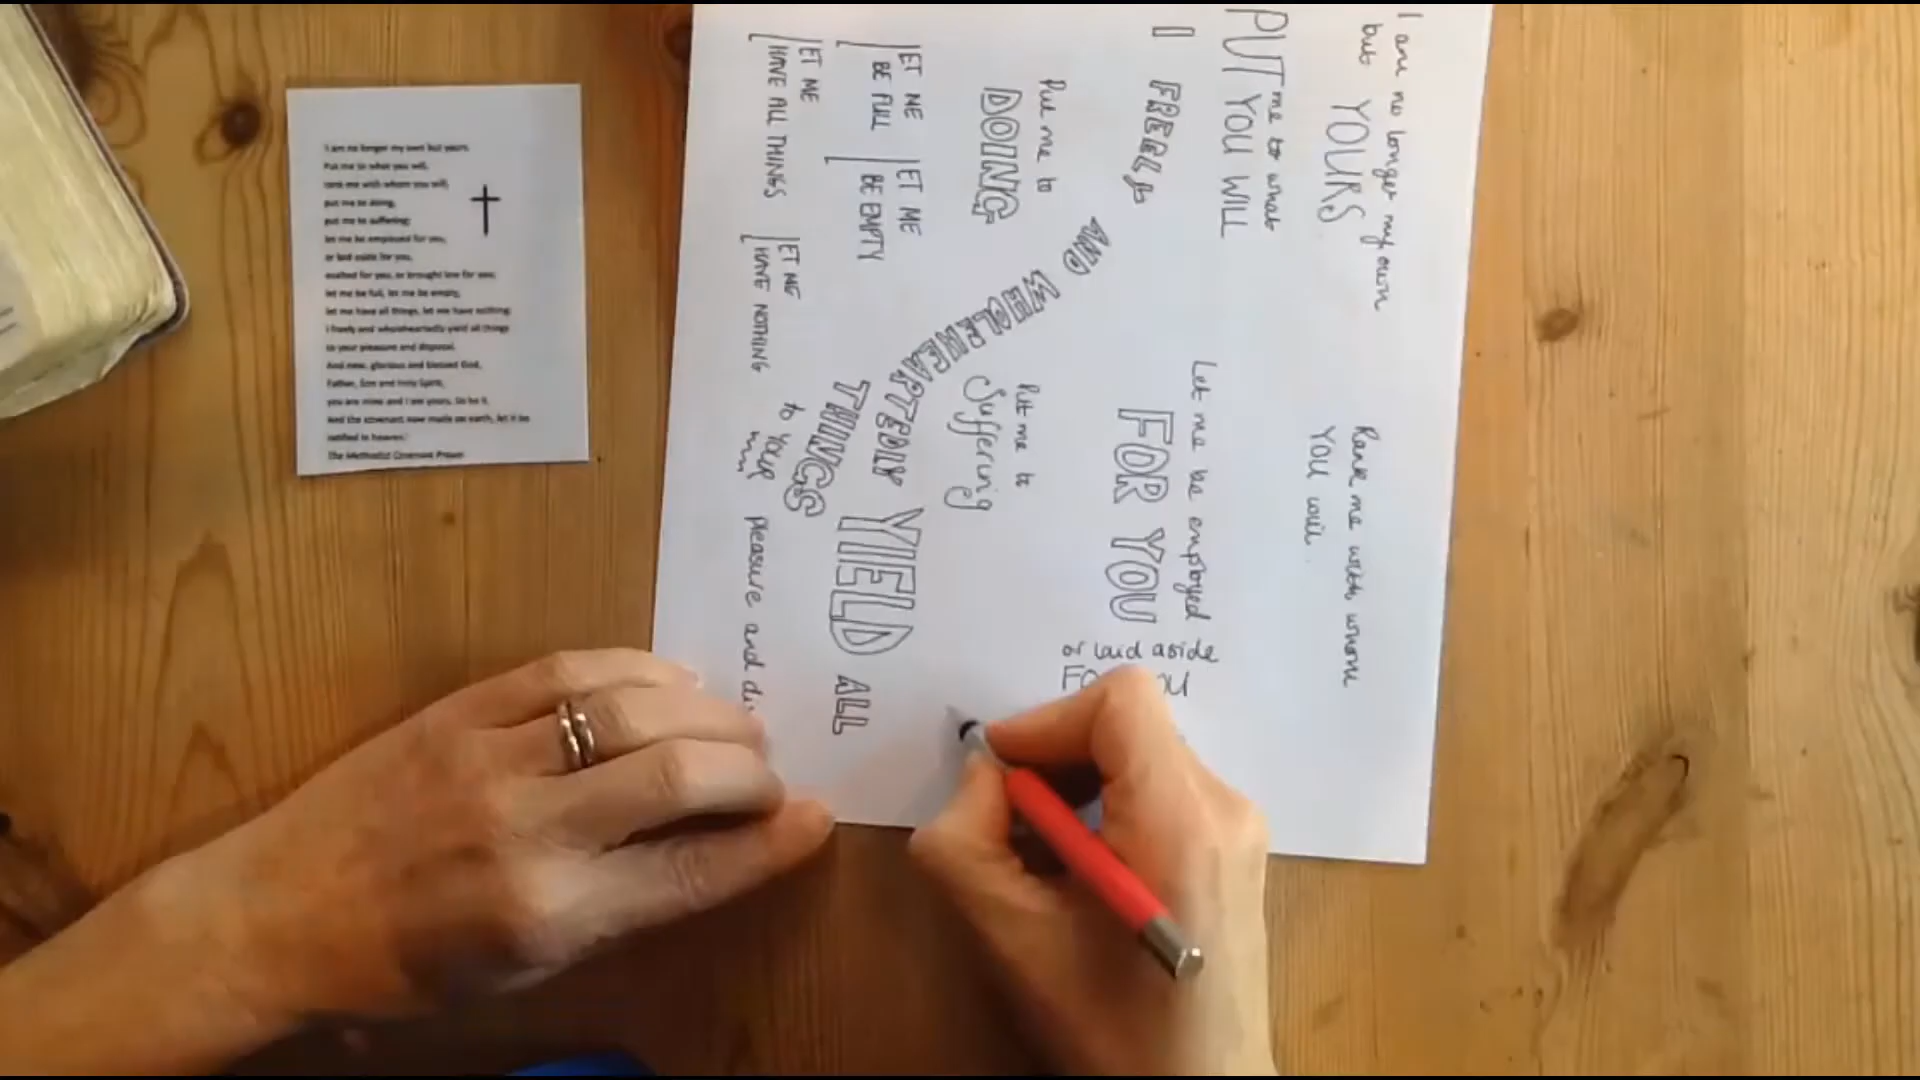 I am no longer my own
but YOURS
Rank me with whom
YOU will.
PUT me to what
YOU WILL
Let me be employed
FOR YOU
or laid aside
I FREELY
AND WHOLEHEARTEDLY
YIELD ALL
THINGS
to YOUR pleasure and
Put me to
DOING
Put me to
Suffering
LET ME
BE FULL
LET ME
BE EMPTY
LET ME
HAVE ALL THINGS
LET ME
HAVE NOTHING
I am no longer my own but yours.
Put me to what you will,
rank me with whom you will;
put me to doing,
put me to suffering;
let me be employed for you,
or laid aside for you,
exalted for you, or brought low for you;
let me be full, let me be empty,
let me have all things, let me have nothing;
I freely and wholeheartedly yield all things
to your pleasure and disposal.
And now, glorious and blessed God,
Father, Son and Holy Spirit,
you are mine and I am yours. So be it.
And the covenant now made on earth, let it be
ratified in heaven.'
The Methodist Covenant Prayer